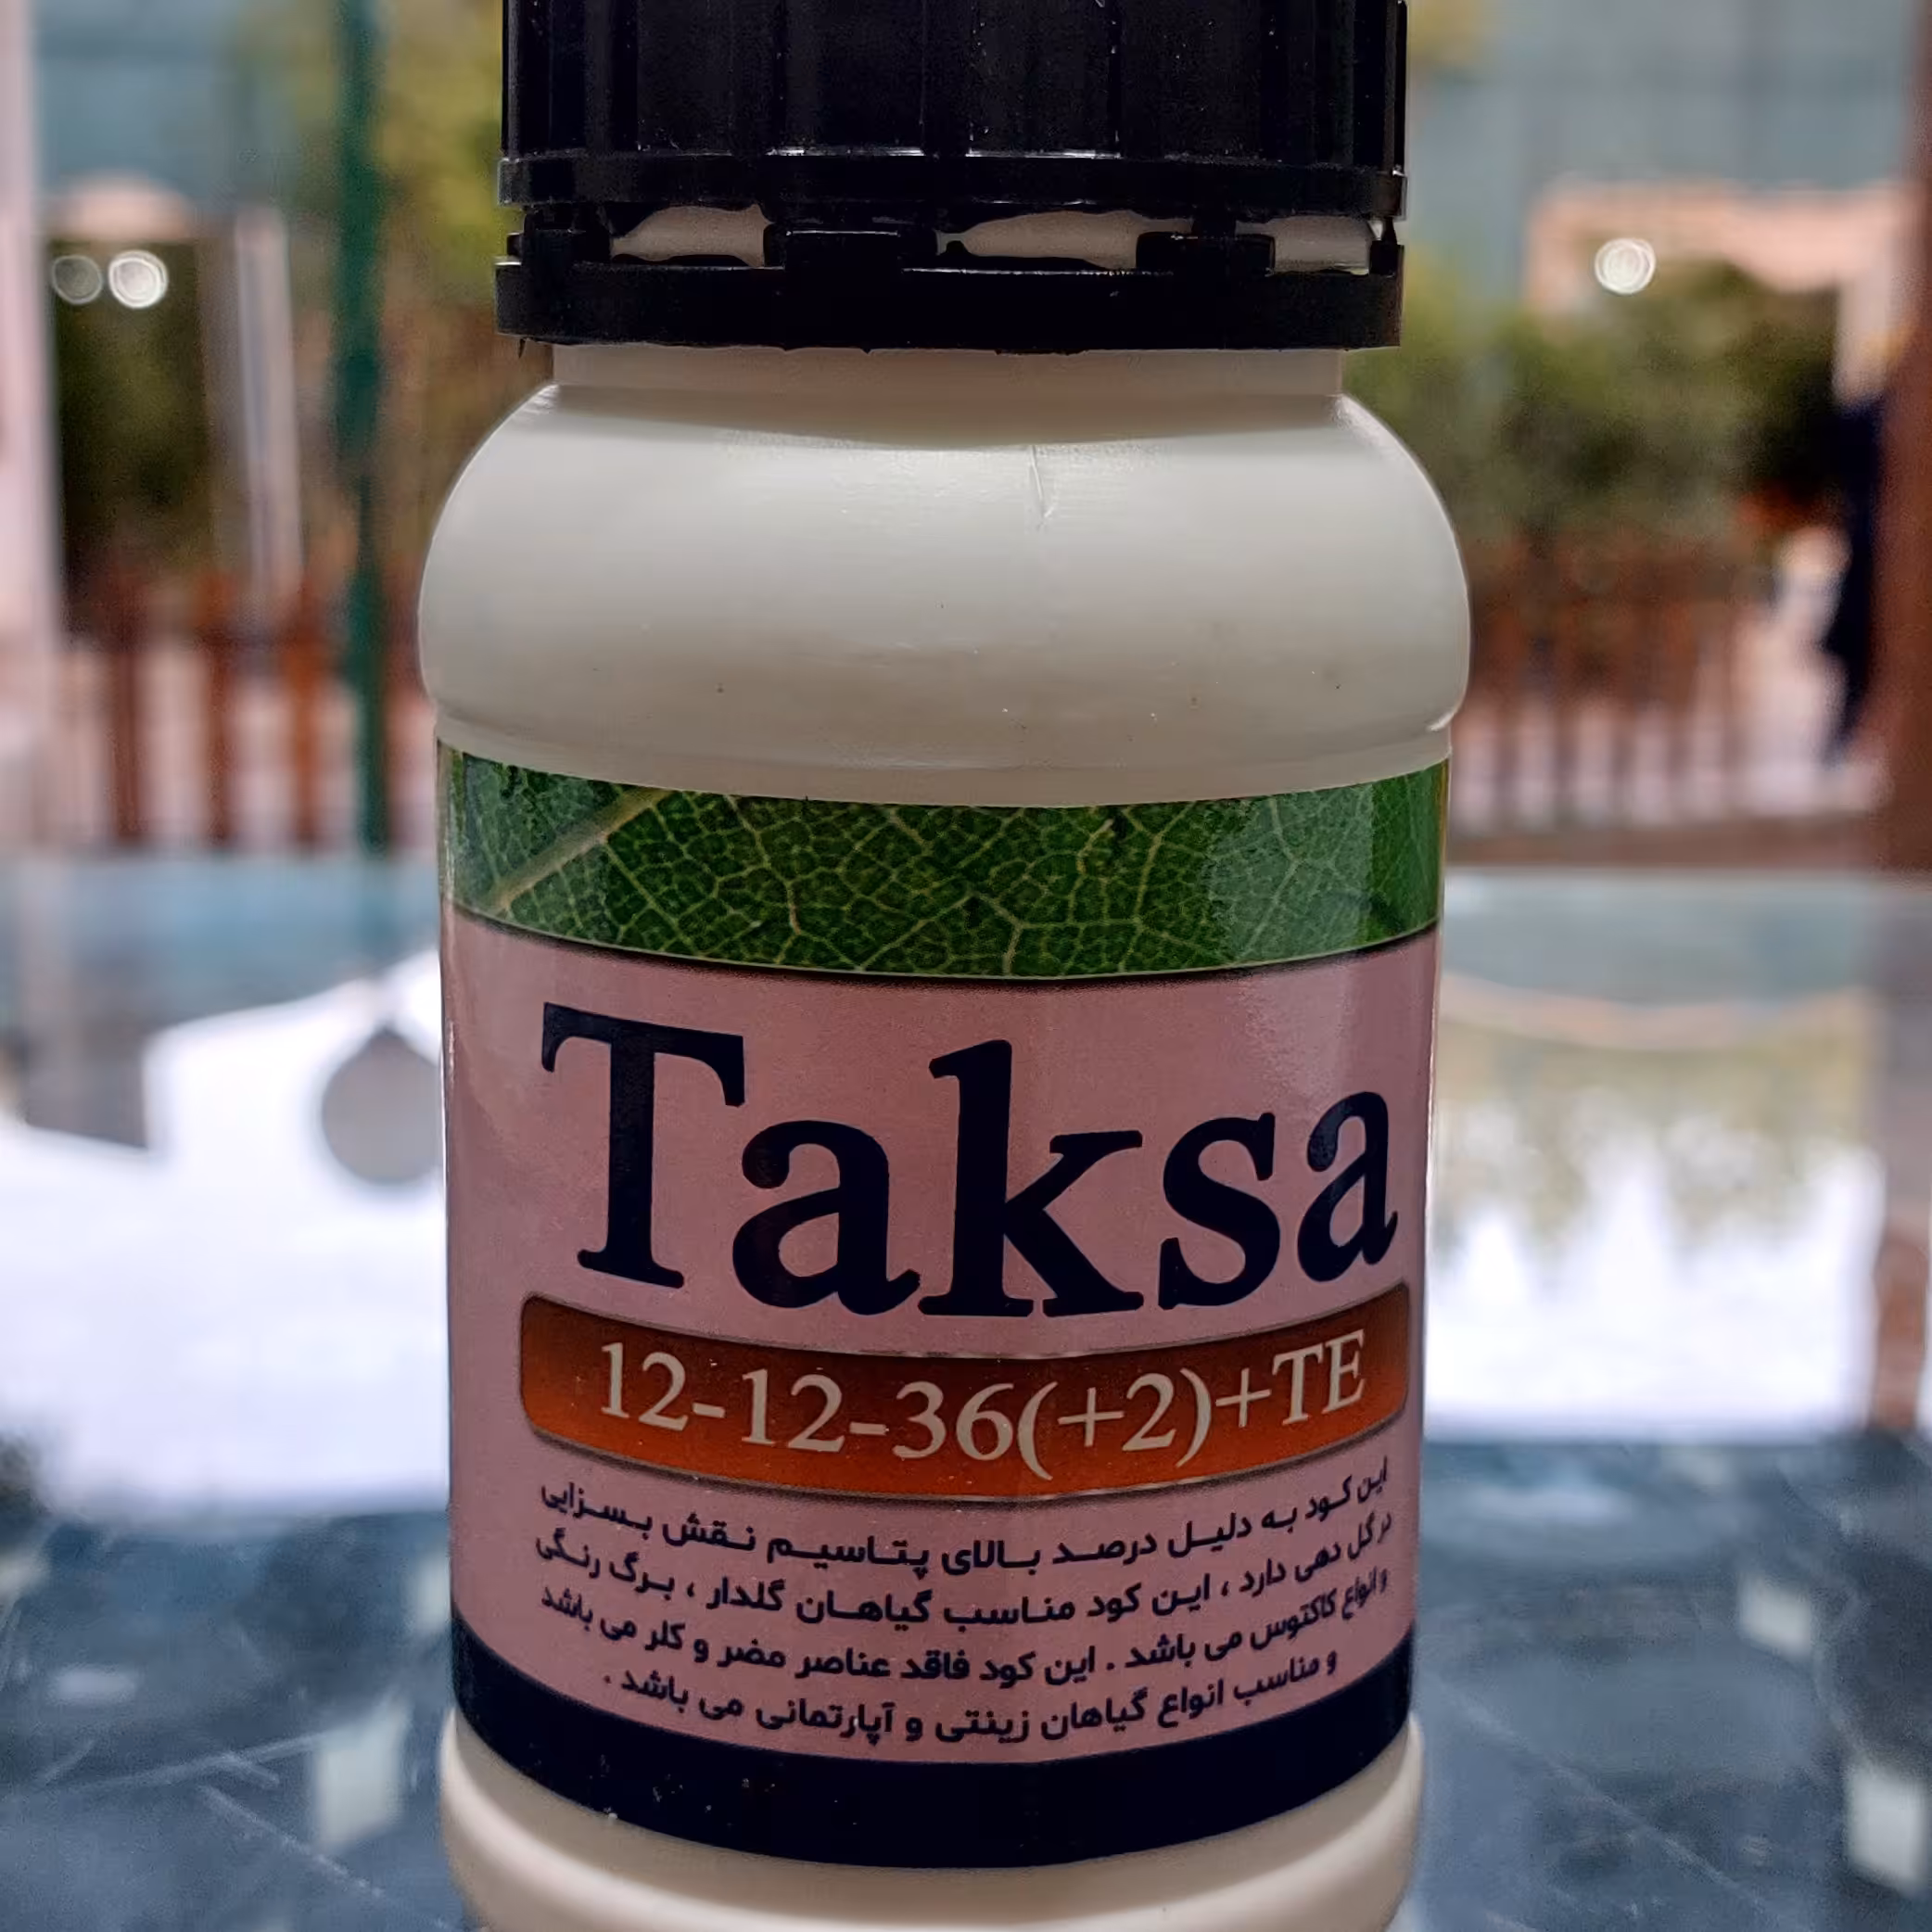 Taksa
12-12-36(+2)+TE
این کود به دلیل درصد بالای پتاسیم نقش بسزایی
در گل دهی دارد ، این کود مناسب گیاهان گلدار ، برگ رنگی
و انواع کاکتوس می باشد . این کود فاقد عناصر مضر و کلر می باشد
و مناسب انواع گیاهان زینتی و آپارتمانی می باشد .